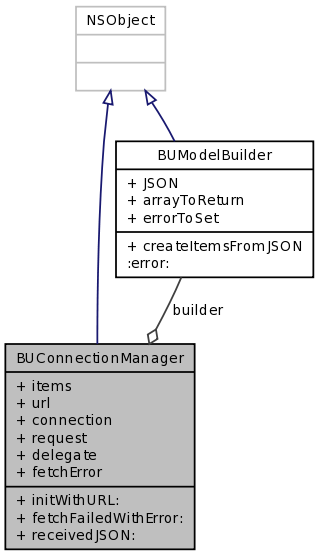 NSObject
BUModelBuilder
+ JSON
+ arrayToReturn
+ errorToSet
+ createItemsFromJSON
:error:
builder
BUConnectionManager
+ items
+ url
+ connection
+ request
+ delegate
+ fetchError
+ initWithURL:
+ fetchFailedWithError:
+ receivedJSON: